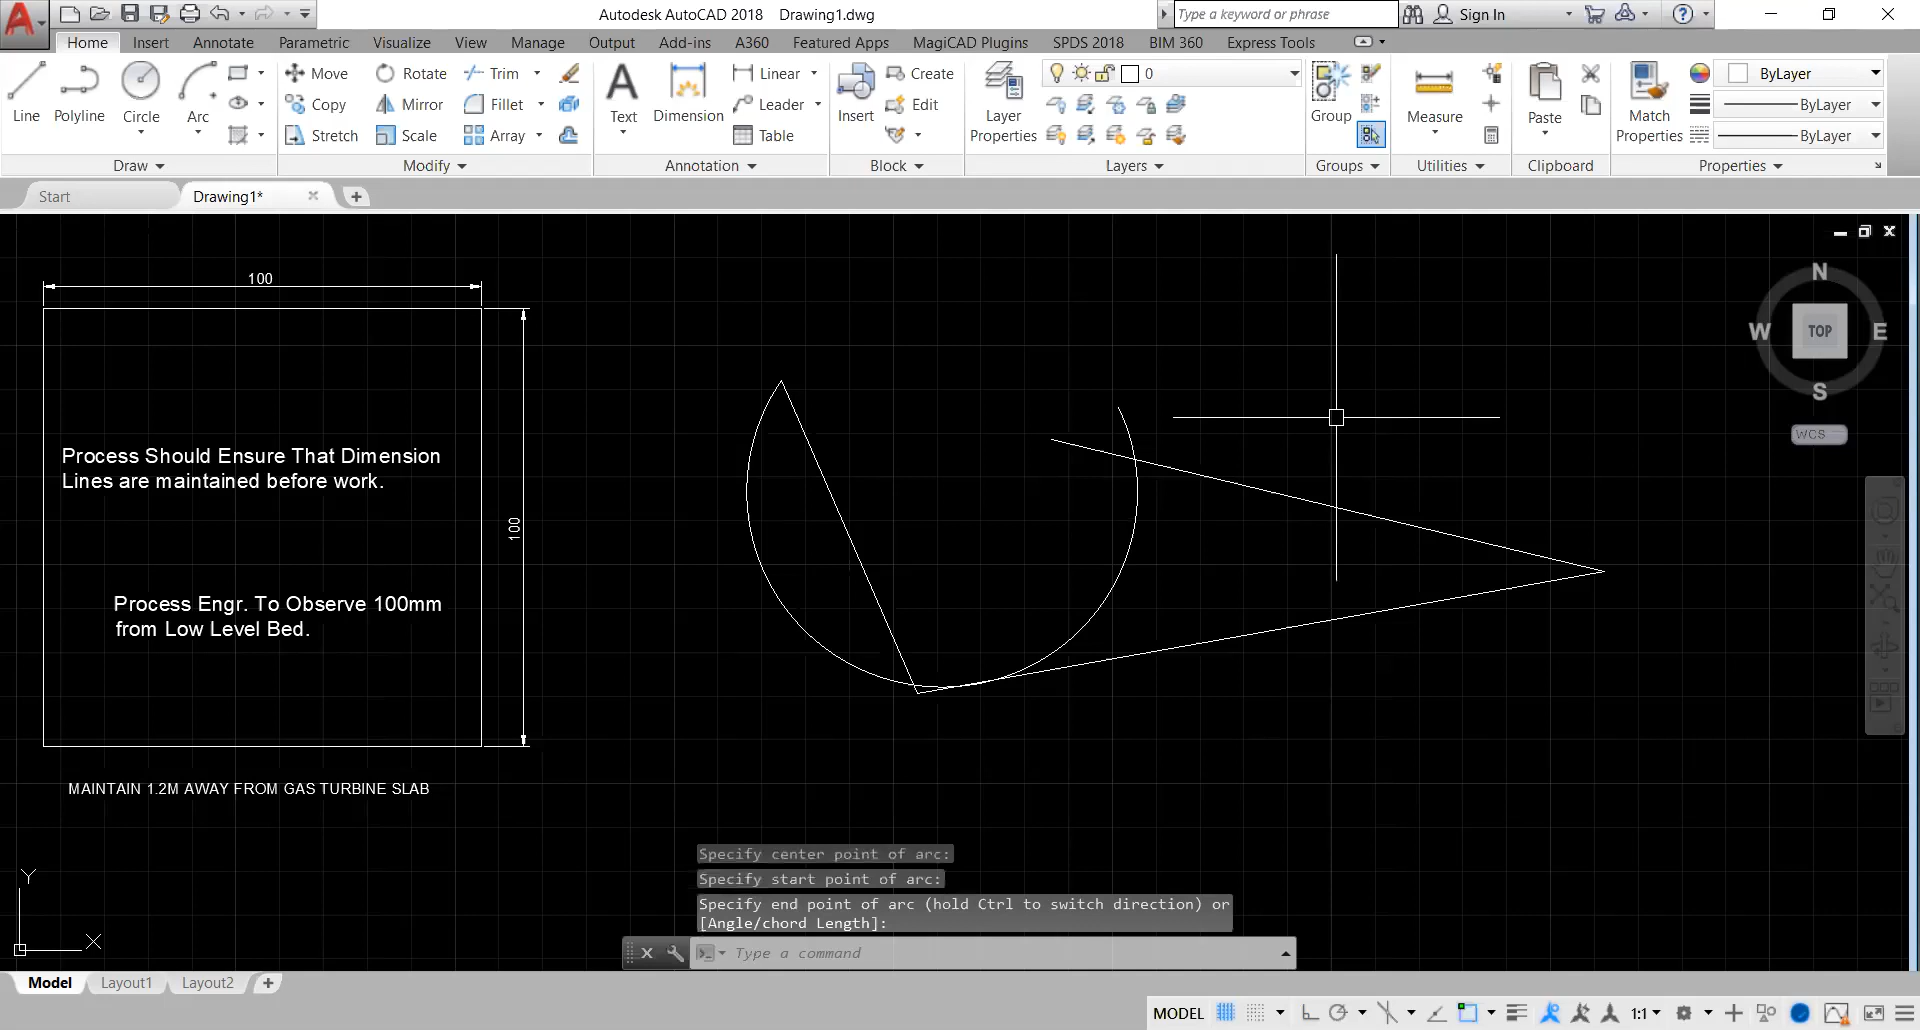 Autodesk AutoCAD 2018 Drawing1.dwg
Type a keyword or phrase
Sign In
Home Insert Annotate Parametric Visualize View Manage Output Add-ins A360 Featured Apps MagiCAD Plugins SPDS 2018 BIM 360 Express Tools
Line
Polyline
Circle
Arc
Draw
Move
Copy
Stretch
Rotate
Mirror
Scale
Trim
Fillet
Array
Modify
Text
Dimension
Linear
Leader
Table
Annotation
Insert
Create
Edit
Block
Layer
Properties
0
Layers
Group
Groups
Measure
Utilities
Paste
Clipboard
Match
Properties
ByLayer
ByLayer
ByLayer
Properties
Start
Drawing1*
100
100
Process Should Ensure That Dimension
Lines are maintained before work.
Process Engr. To Observe 100mm
from Low Level Bed.
MAINTAIN 1.2M AWAY FROM GAS TURBINE SLAB
N
W
TOP
E
S
WCS
Y
X
Specify center point of arc:
Specify start point of arc:
Specify end point of arc (hold Ctrl to switch direction) or
[Angle/chord Length]:
Type a command
Model Layout1 Layout2
MODEL
1:1